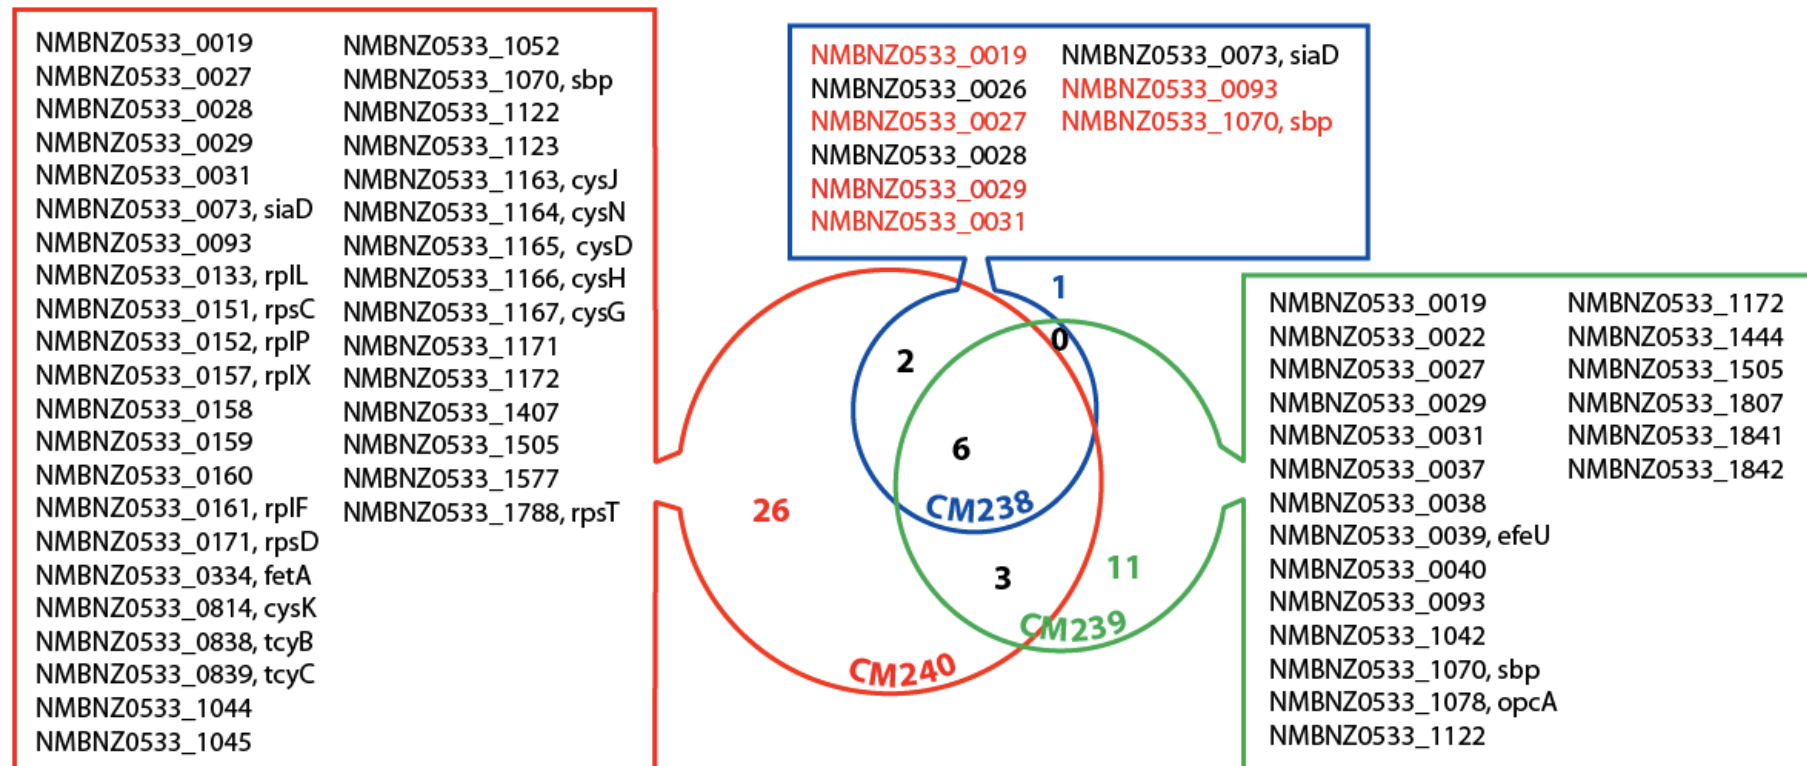 NMBNZ0533_0019
NMBNZ0533_0027
NMBNZ0533_0028
NMBNZ0533_0029
NMBNZ0533_0031
NMBNZ0533_0073, siaD
NMBNZ0533_0093
NMBNZ0533_0133, rplL
NMBNZ0533_0151, rpsC
NMBNZ0533_0152, rplP
NMBNZ0533_0157, rplX
NMBNZ0533_0158
NMBNZ0533_0159
NMBNZ0533_0160
NMBNZ0533_0161, rplF
NMBNZ0533_0171, rpsD
NMBNZ0533_0334, fetA
NMBNZ0533_0814, cysK
NMBNZ0533_0838, tcyB
NMBNZ0533_0839, tcyC
NMBNZ0533_1044
NMBNZ0533_1045
NMBNZ0533_1052
NMBNZ0533_1070, sbp
NMBNZ0533_1122
NMBNZ0533_1123
NMBNZ0533_1163, cysJ
NMBNZ0533_1164, cysN
NMBNZ0533_1165, cysD
NMBNZ0533_1166, cysH
NMBNZ0533_1167, cysG
NMBNZ0533_1171
NMBNZ0533_1172
NMBNZ0533_1407
NMBNZ0533_1505
NMBNZ0533_1577
NMBNZ0533_1788, rpsT
NMBNZ0533_0019
NMBNZ0533_0026
NMBNZ0533_0027
NMBNZ0533_0028
NMBNZ0533_0029
NMBNZ0533_0031
NMBNZ0533_0073, siaD
NMBNZ0533_0093
NMBNZ0533_1070, sbp
1
0
2
6
CM238
26
3
11
CM239
CM240
NMBNZ0533_0019
NMBNZ0533_0022
NMBNZ0533_0027
NMBNZ0533_0029
NMBNZ0533_0031
NMBNZ0533_0037
NMBNZ0533_0038
NMBNZ0533_0039, efeU
NMBNZ0533_0040
NMBNZ0533_0093
NMBNZ0533_1042
NMBNZ0533_1070, sbp
NMBNZ0533_1078, opcA
NMBNZ0533_1122
NMBNZ0533_1172
NMBNZ0533_1444
NMBNZ0533_1505
NMBNZ0533_1807
NMBNZ0533_1841
NMBNZ0533_1842